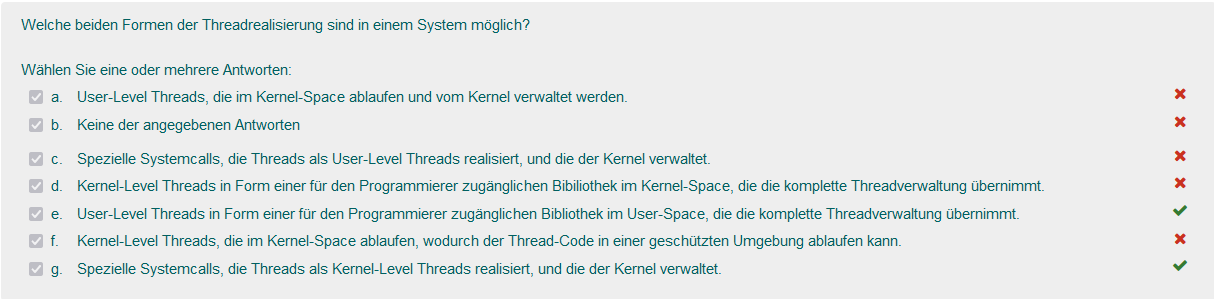 Welche beiden Formen der Threadrealisierung sind in einem System möglich?
Wählen Sie eine oder mehrere Antworten:
a. User-Level Threads, die im Kernel-Space ablaufen und vom Kernel verwaltet werden.
b. Keine der angegebenen Antworten
c. Spezielle Systemcalls, die Threads als User-Level Threads realisiert, und die der Kernel verwaltet.
d. Kernel-Level Threads in Form einer für den Programmierer zugänglichen Bibiliothek im Kernel-Space, die die komplette Threadverwaltung übernimmt.
e. User-Level Threads in Form einer für den Programmierer zugänglichen Bibliothek im User-Space, die die komplette Threadverwaltung übernimmt.
f. Kernel-Level Threads, die im Kernel-Space ablaufen, wodurch der Thread-Code in einer geschützten Umgebung ablaufen kann.
g. Spezielle Systemcalls, die Threads als Kernel-Level Threads realisiert, und die der Kernel verwaltet.